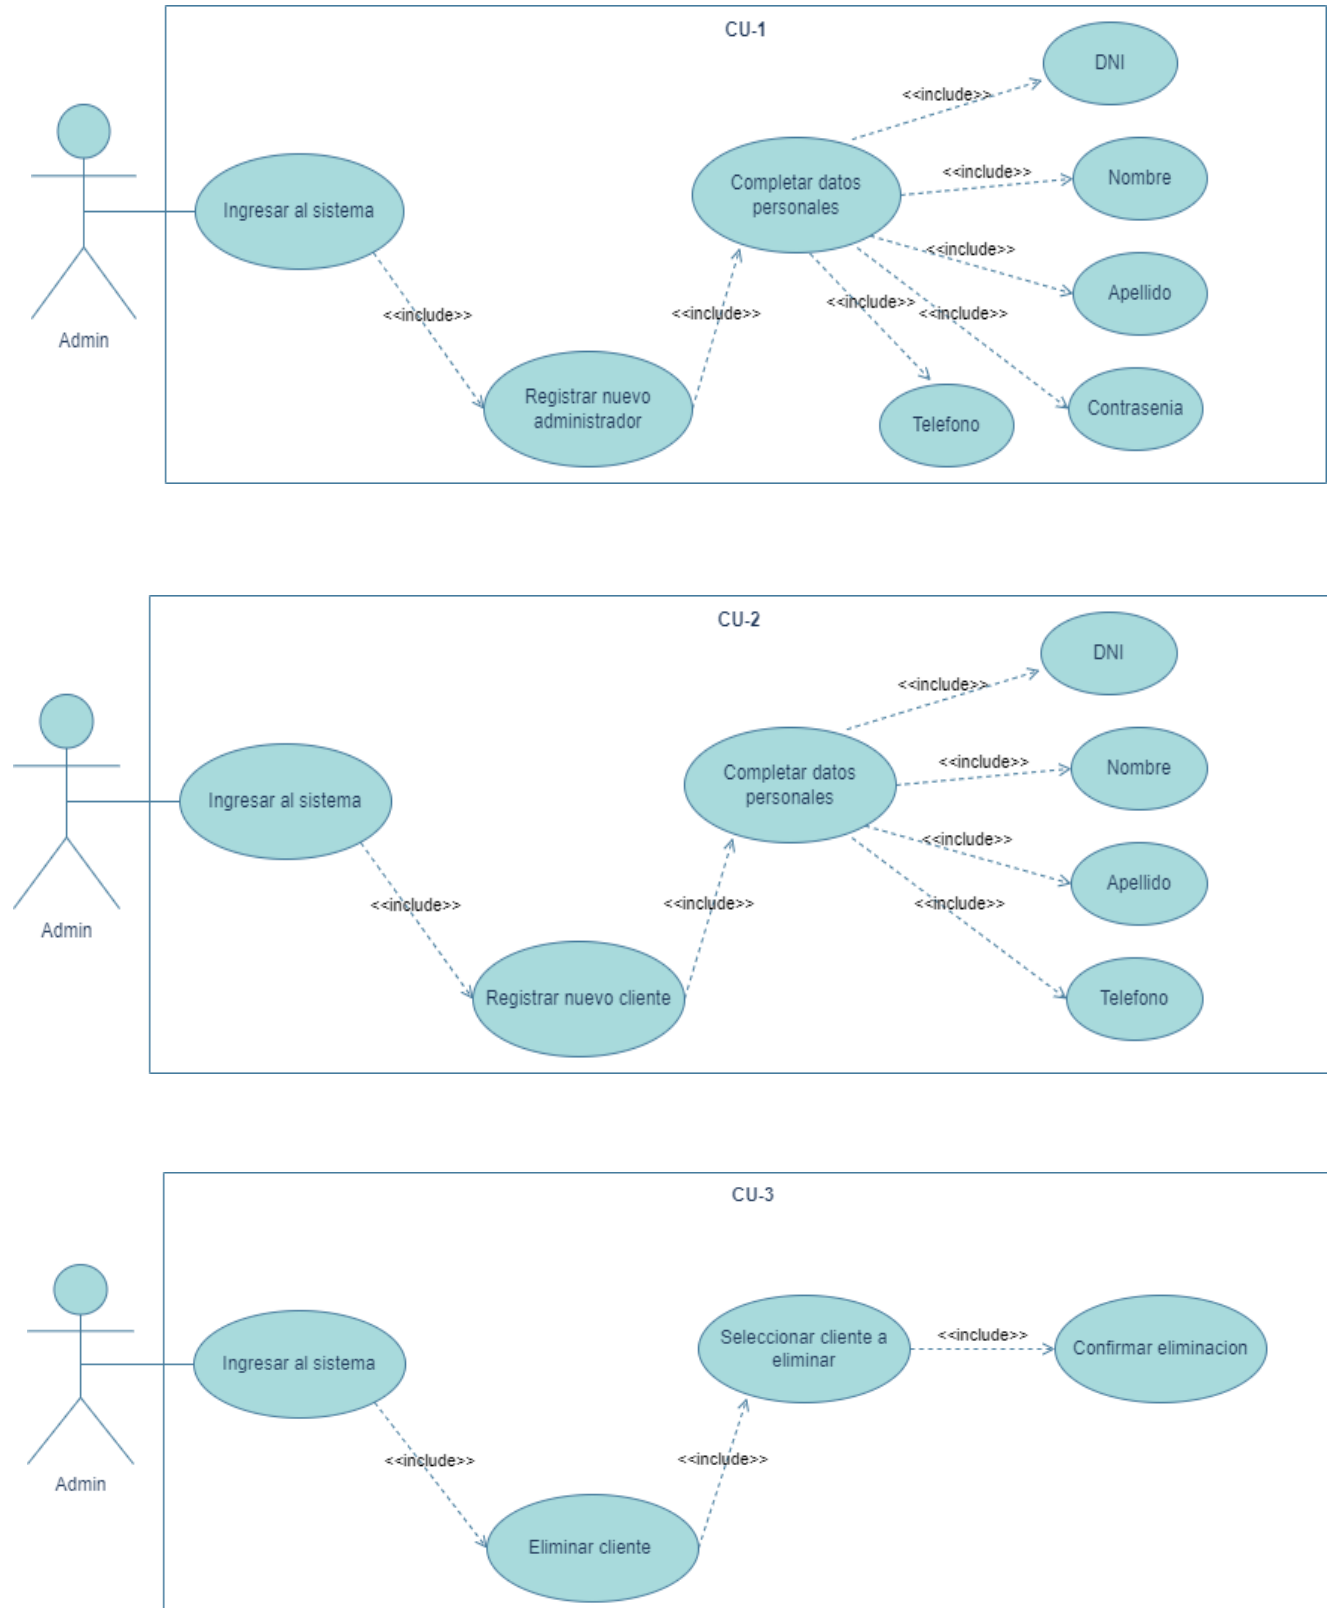 CU-1
DNI
<<include>>
Completar datos
personales
<<include>>
Nombre
Ingresar al sistema
<<include>>
Apellido
<<include>>
<<include>>
<<include>>
<<include>>
Admin
Registrar nuevo
administrador
Telefono
Contrasenia
CU-2
DNI
<<include>>
Completar datos
personales
<<include>>
Nombre
Ingresar al sistema
<<include>>
Apellido
<<include>>
<<include>>
<<include>>
Admin
Registrar nuevo cliente
Telefono
CU-3
Ingresar al sistema
Seleccionar cliente a
eliminar
<<include>>
Confirmar eliminacion
<<include>>
<<include>>
Admin
Eliminar cliente